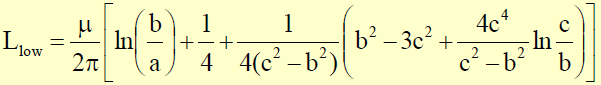 L_low = μ/2π [ ln(b/a) + 1/4 + 1/4(c² − b²) ( b² − 3c² + 4c⁴/c² − b² ln c/b ) ]